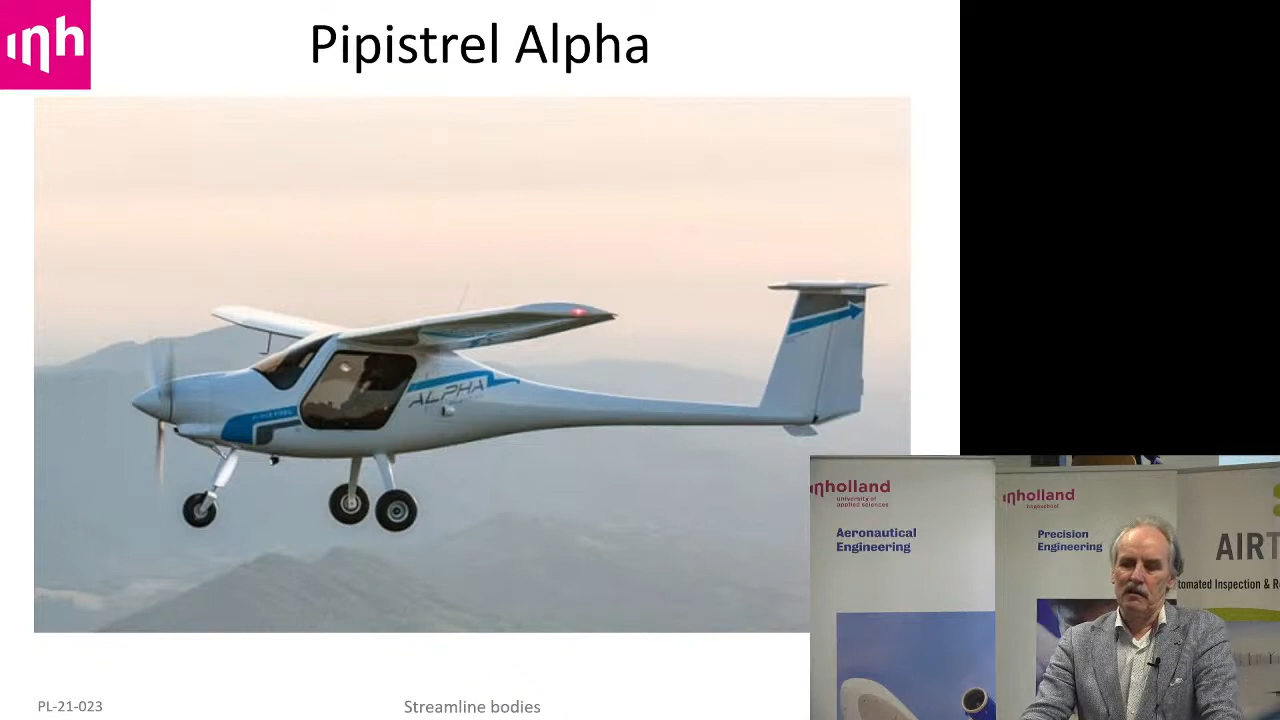 inh
Pipistrel Alpha
ALPHA
PL-21-023
Streamline bodies
inholland
university of
applied sciences
Aeronautical
Engineering
inholland
hogeschool
Precision
Engineering
AIRT
tomated Inspection & R